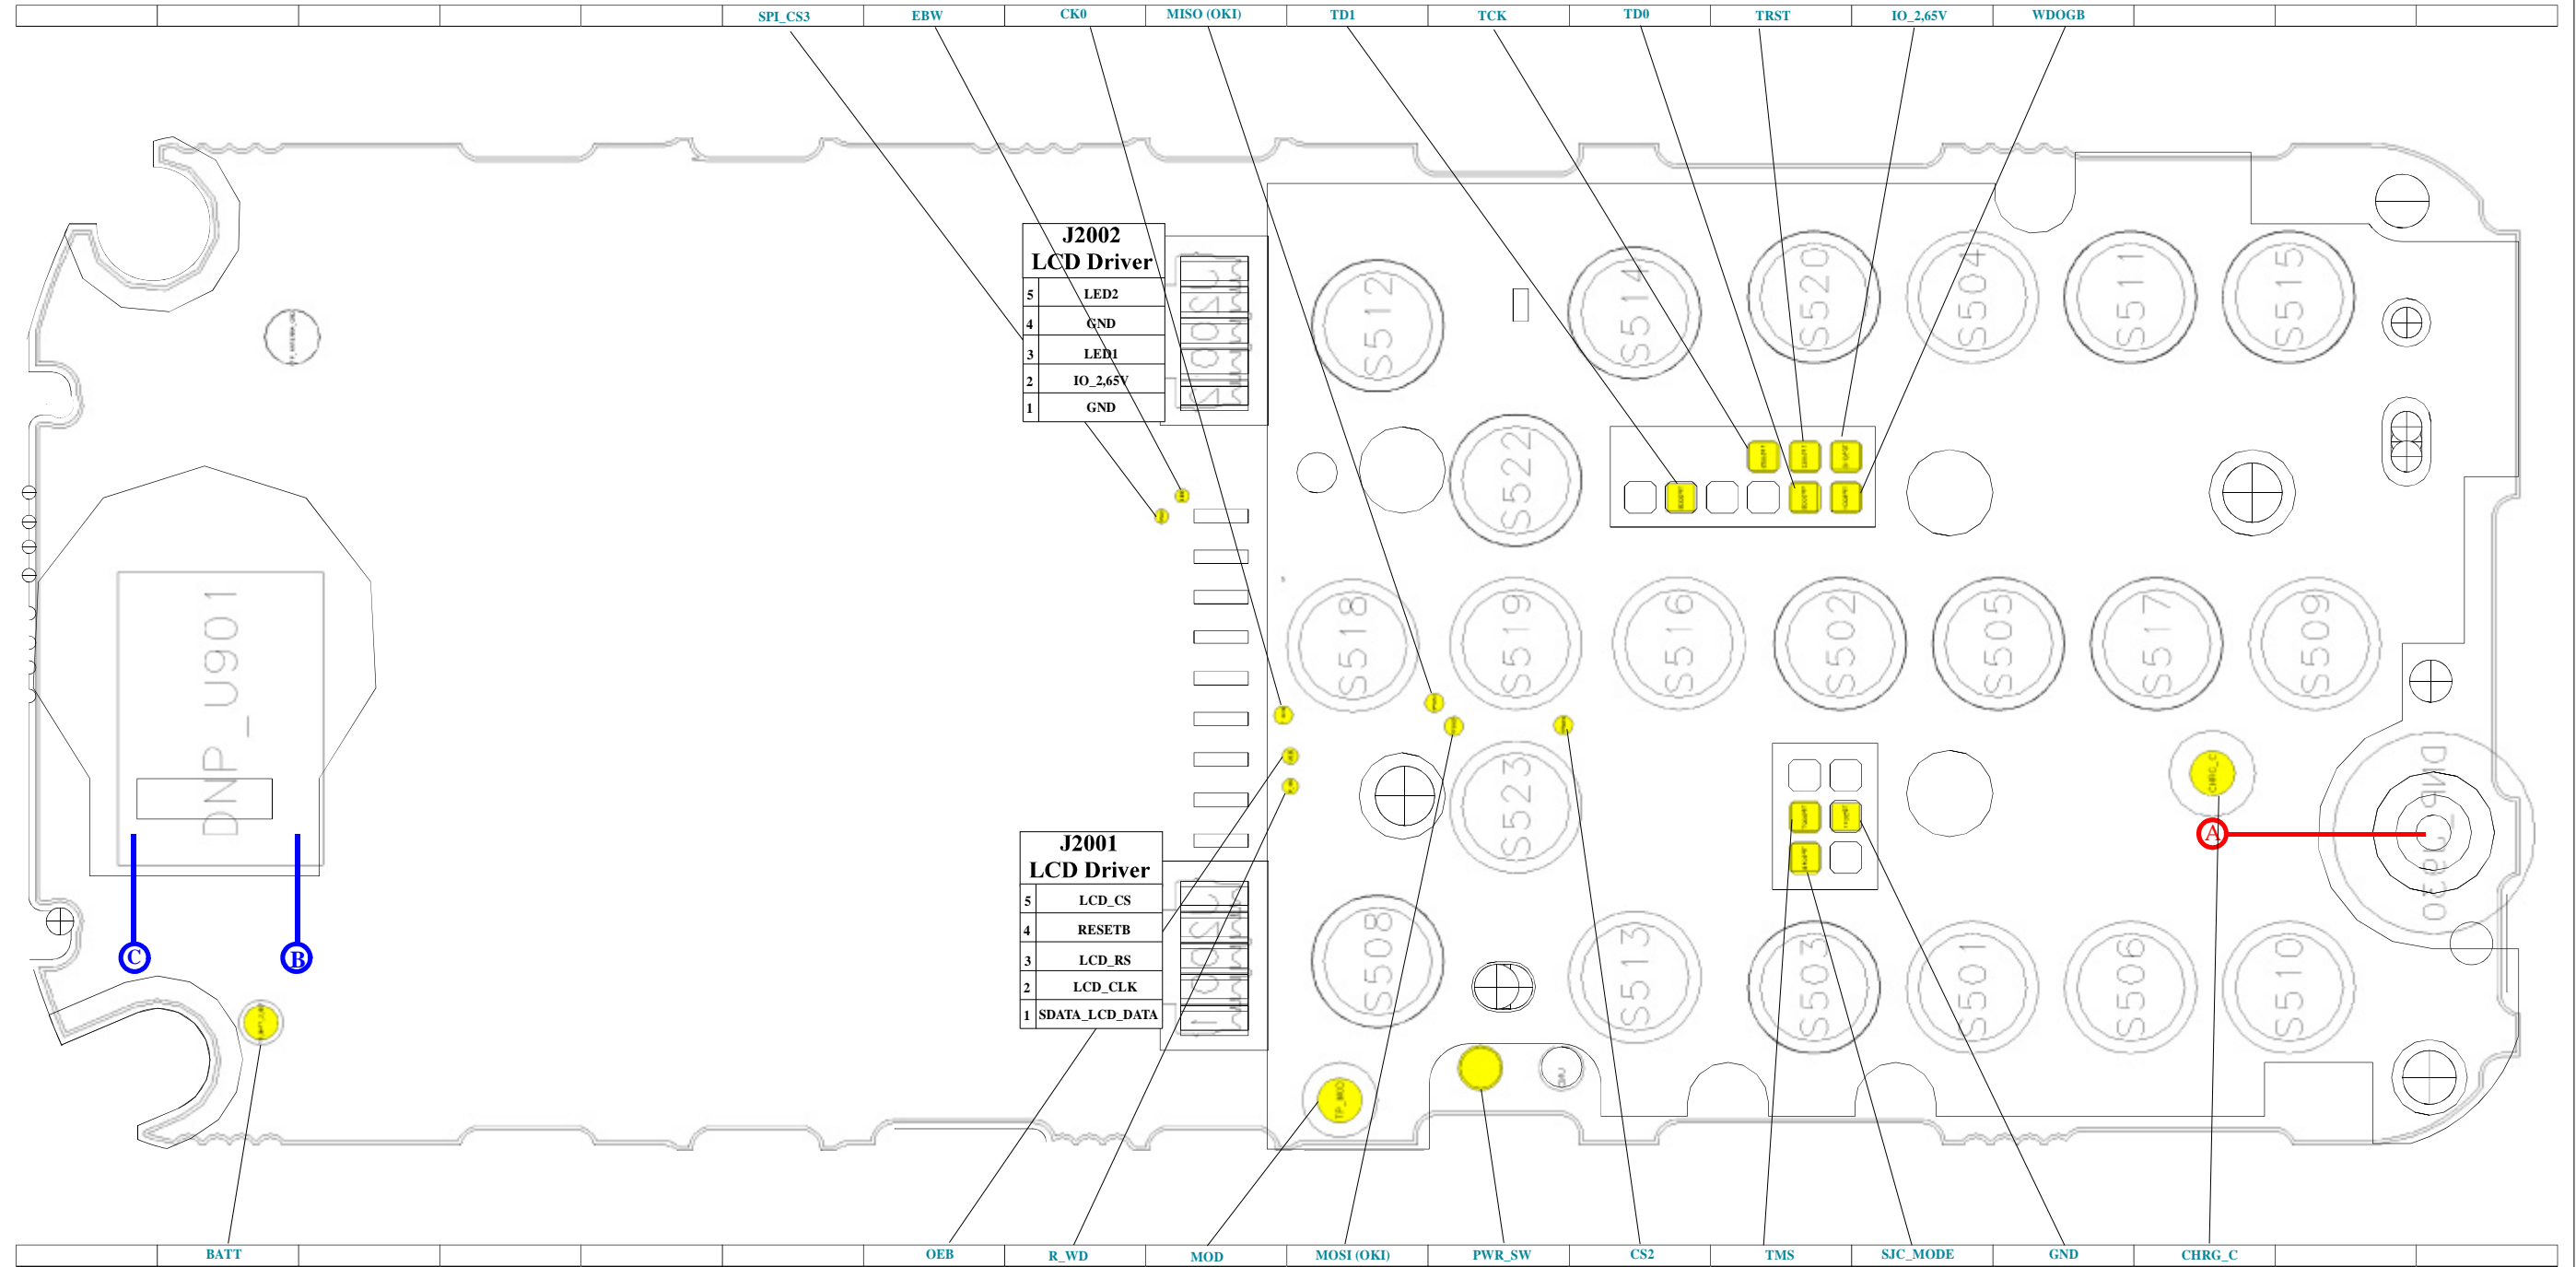 SPI_CS3 EBW CK0 MISO (OKI) TD1 TCK TD0 TRST IO_2,65V WDOGB
J2002
LCD Driver
5 LED2
4 GND
3 LED1
2 IO_2,65V
1 GND
S512 S514 S520 S504 S511 S515
S522
S518 S519 S516 S502 S505 S517 S509
DNP_U901
S523
CHRG_C
A
J2001
LCD Driver
5 LCD_CS
4 RESETB
3 LCD_RS
2 LCD_CLK
1 SDATA_LCD_DATA
C B
S508 S513 S503 S501 S506 S510
BATT OEB R_WD MOD MOSI (OKI) PWR_SW CS2 TMS SJC_MODE GND CHRG_C